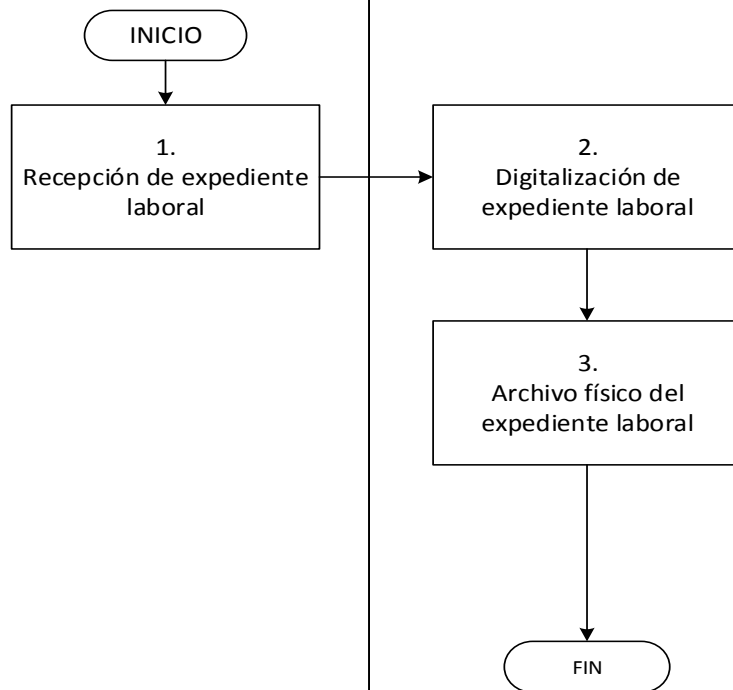 INICIO
1.
Recepción de expediente
laboral
2.
Digitalización de
expediente laboral
3.
Archivo físico del
expediente laboral
FIN